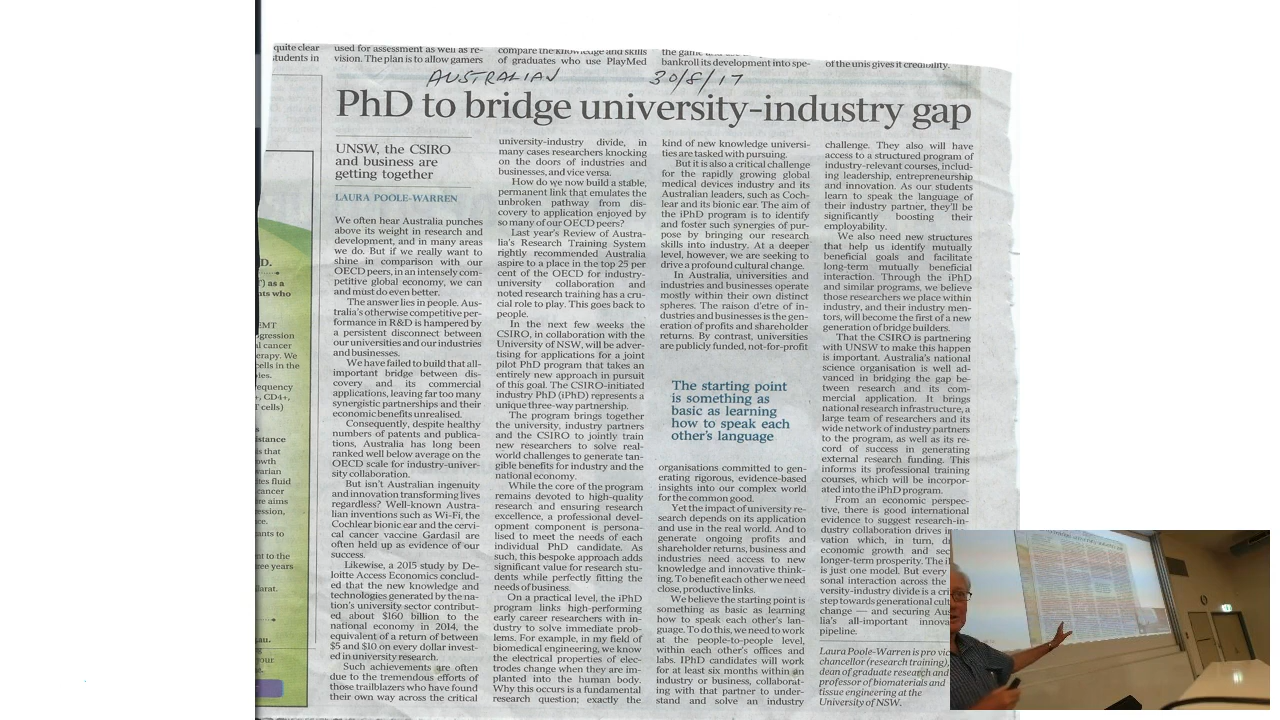 quite clear
students in
used for assessment as well as re-
vision. The plan is to allow gamers
compare the knowledge and skills
of graduates who use PlayMed
bankroll its development into spe-
of the unis gives it credibility.
AUSTRALIAN 30/8/17
PhD to bridge university-industry gap
UNSW, the CSIRO
and business are
getting together
LAURA POOLE-WARREN
We often hear Australia punches
above its weight in research and
development, and in many areas
we do. But if we really want to
shine in comparison with our
OECD peers, in an intensely com-
petitive global economy, we can
and must do even better.
The answer lies in people. Aus-
tralia's otherwise competitive per-
formance in R&D is hampered by
a persistent disconnect between
our universities and our industries
and businesses.
We have failed to build that all-
important bridge between dis-
covery and its commercial
applications, leaving far too many
synergistic partnerships and their
economic benefits unrealised.
Consequently, despite healthy
numbers of patents and publica-
tions, Australia has long been
ranked well below average on the
OECD scale for industry-univer-
sity collaboration.
But isn't Australian ingenuity
and innovation transforming lives
regardless? Well-known Austra-
lian inventions such as Wi-Fi, the
Cochlear bionic ear and the cervi-
cal cancer vaccine Gardasil are
often held up as evidence of our
success.
Likewise, a 2015 study by De-
loitte Access Economics conclud-
ed that the new knowledge and
technologies generated by the na-
tion's university sector contribut-
ed about $160 billion to the
national economy in 2014, the
equivalent of a return of between
$5 and $10 on every dollar invest-
ed in university research.
Such achievements are often
due to the tremendous efforts of
those trailblazers who have found
their own way across the critical
university-industry divide, in
many cases researchers knocking
on the doors of industries and
businesses, and vice versa.
How do we now build a stable,
permanent link that emulates the
unbroken pathway from dis-
covery to application enjoyed by
so many of our OECD peers?
Last year's Review of Austra-
lia's Research Training System
rightly recommended Australia
aspire to a place in the top 25 per
cent of the OECD for industry-
university collaboration and
noted research training has a cru-
cial role to play. This goes back to
people.
In the next few weeks the
CSIRO, in collaboration with the
University of NSW, will be adver-
tising for applications for a joint
pilot PhD program that takes an
entirely new approach in pursuit
of this goal. The CSIRO-initiated
industry PhD (iPhD) represents a
unique three-way partnership.
The program brings together
the university, industry partners
and the CSIRO to jointly train
new researchers to solve real-
world challenges to generate tan-
gible benefits for industry and the
national economy.
While the core of the program
remains devoted to high-quality
research and ensuring research
excellence, a professional devel-
opment component is persona-
lised to meet the needs of each
individual PhD candidate. As
such, this bespoke approach adds
significant value for research stu-
dents while perfectly fitting the
needs of business.
On a practical level, the iPhD
program links high-performing
early career researchers with in-
dustry to solve immediate prob-
lems. For example, in my field of
biomedical engineering, we know
the electrical properties of elec-
trodes change when they are im-
planted into the human body.
Why this occurs is a fundamental
research question; exactly the
kind of new knowledge universi-
ties are tasked with pursuing.
But it is also a critical challenge
for the rapidly growing global
medical devices industry and its
Australian leaders, such as Coch-
lear and its bionic ear. The aim of
the iPhD program is to identify
and foster such synergies of pur-
pose by bringing our research
skills into industry. At a deeper
level, however, we are seeking to
drive a profound cultural change.
In Australia, universities and
industries and businesses operate
mostly within their own distinct
spheres. The raison d'etre of in-
dustries and businesses is the gen-
eration of profits and shareholder
returns. By contrast, universities
are publicly funded, not-for-profit
The starting point
is something as
basic as learning
how to speak each
other's language
organisations committed to gen-
erating rigorous, evidence-based
insights into our complex world
for the common good.
Yet the impact of university re-
search depends on its application
and use in the real world. And to
generate ongoing profits and
shareholder returns, business and
industries need access to new
knowledge and innovative think-
ing. To benefit each other we need
close, productive links.
We believe the starting point is
something as basic as learning
how to speak each other's lan-
guage. To do this, we need to work
at the people-to-people level,
within each other's offices and
labs. IPhD candidates will work
for at least six months within an
industry or business, collaborat-
ing with that partner to under-
stand and solve an industry
challenge. They also will have
access to a structured program of
industry-relevant courses, includ-
ing leadership, entrepreneurship
and innovation. As our students
learn to speak the language of
their industry partner, they'll be
significantly boosting their
employability.
We also need new structures
that help us identify mutually
beneficial goals and facilitate
long-term mutually beneficial
interaction. Through the iPhD
and similar programs, we believe
those researchers we place within
industry, and their industry men-
tors, will become the first of a new
generation of bridge builders.
That the CSIRO is partnering
with UNSW to make this happen
is important. Australia's national
science organisation is well ad-
vanced in bridging the gap be-
tween research and its com-
mercial application. It brings
national research infrastructure, a
large team of researchers and its
wide network of industry partners
to the program, as well as its re-
cord of success in generating
external research funding. This
informs its professional training
courses, which will be incorpor-
ated into the iPhD program.
From an economic perspec-
tive, there is good international
evidence to suggest research-in-
dustry collaboration drives
vation which, in turn,
economic growth and
longer-term prosperity. The
is just one model. But every
sonal interaction across the
versity-industry divide is a
step towards generational
change — and securing
lia's all-important
pipeline.
Laura Poole-Warren is pro vice
chancellor (research training),
dean of graduate research and
professor of biomaterials and
tissue engineering at the
University of NSW.